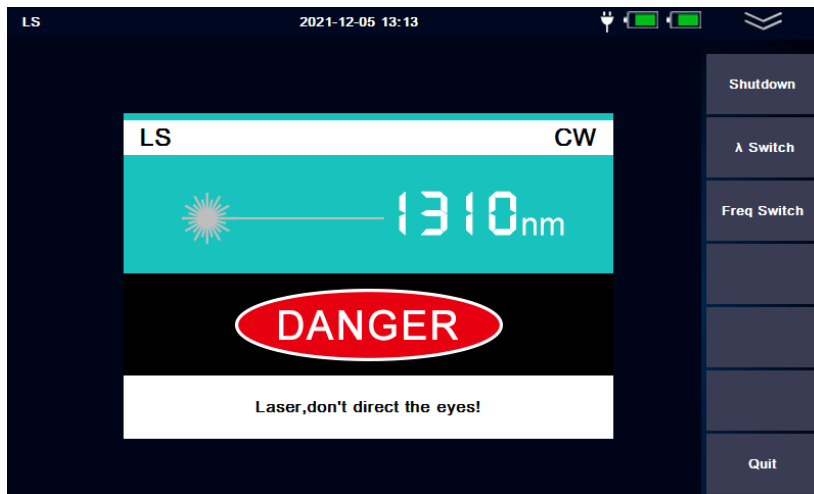 LS 2021-12-05 13:13
Shutdown
LS CW
λ Switch
1310nm
Freq Switch
DANGER
Laser,don't direct the eyes!
Quit